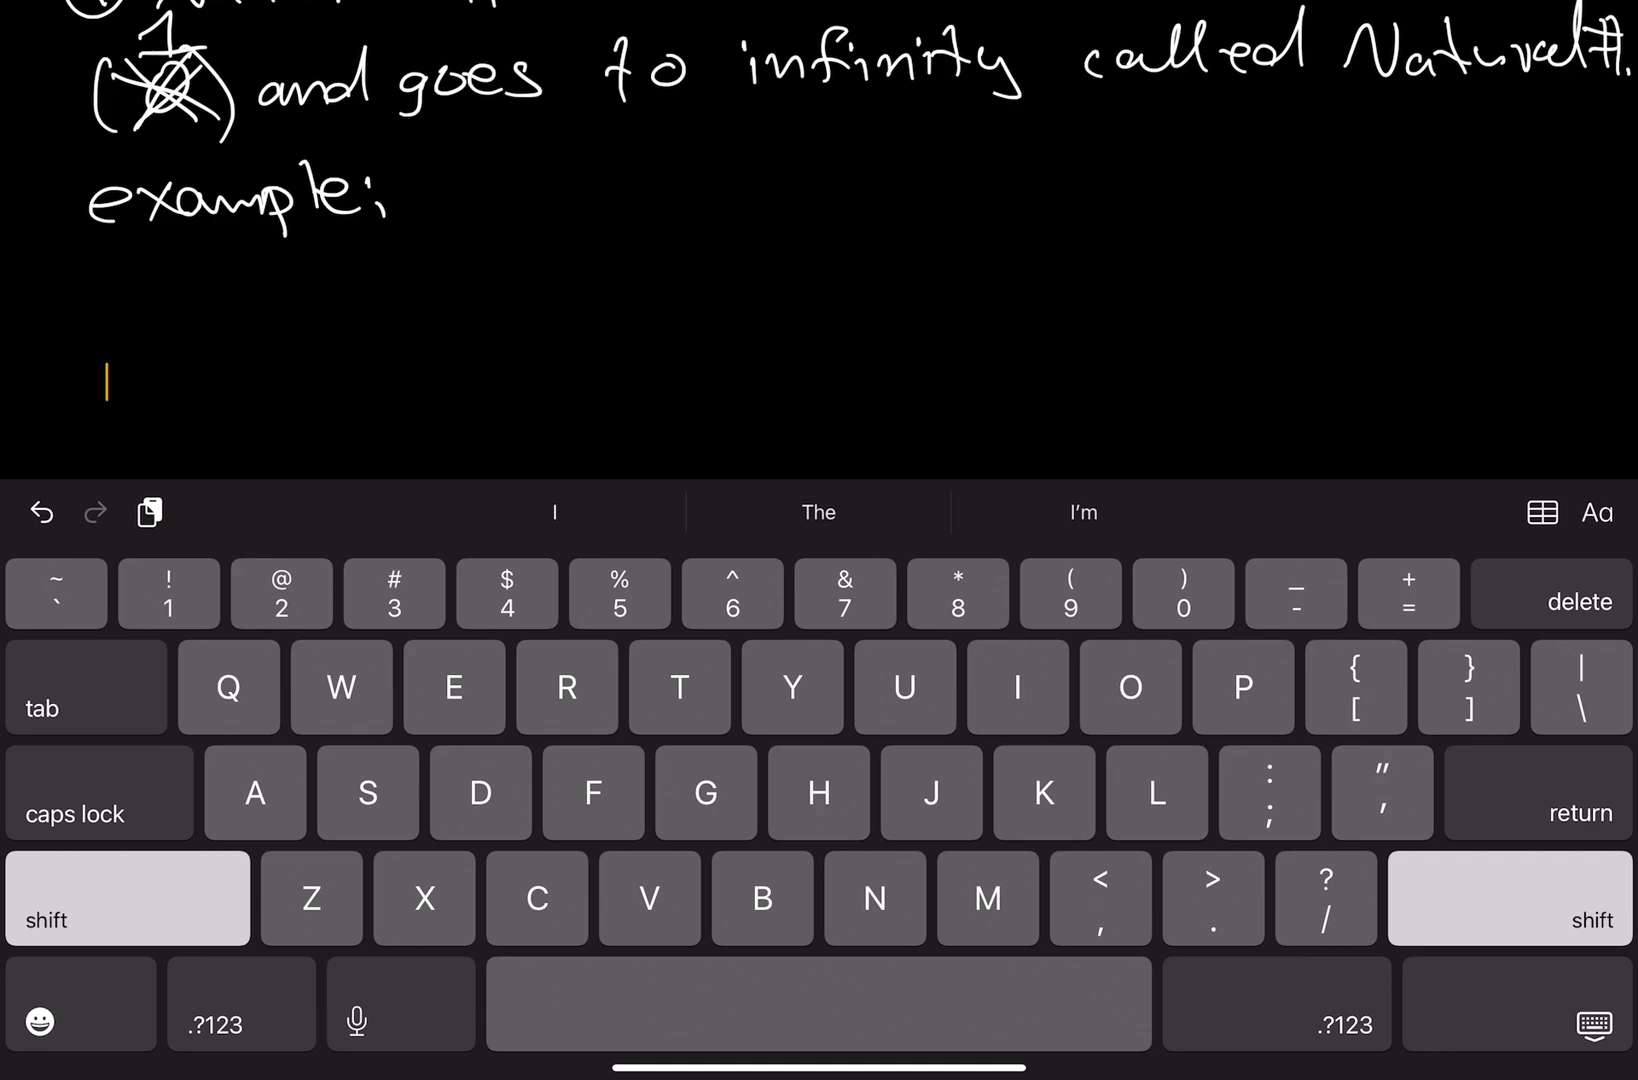 1
( ) and goes to infinity called Natural #.
example:
I The I'm Aa
~ ! @ # $ % ^ & * ( ) _ +
` 1 2 3 4 5 6 7 8 9 0 - = delete
tab Q W E R T Y U I O P { [ } ] | \
caps lock A S D F G H J K L : ; " ' return
shift Z X C V B N M < , > . ? / shift
.?123 .?123